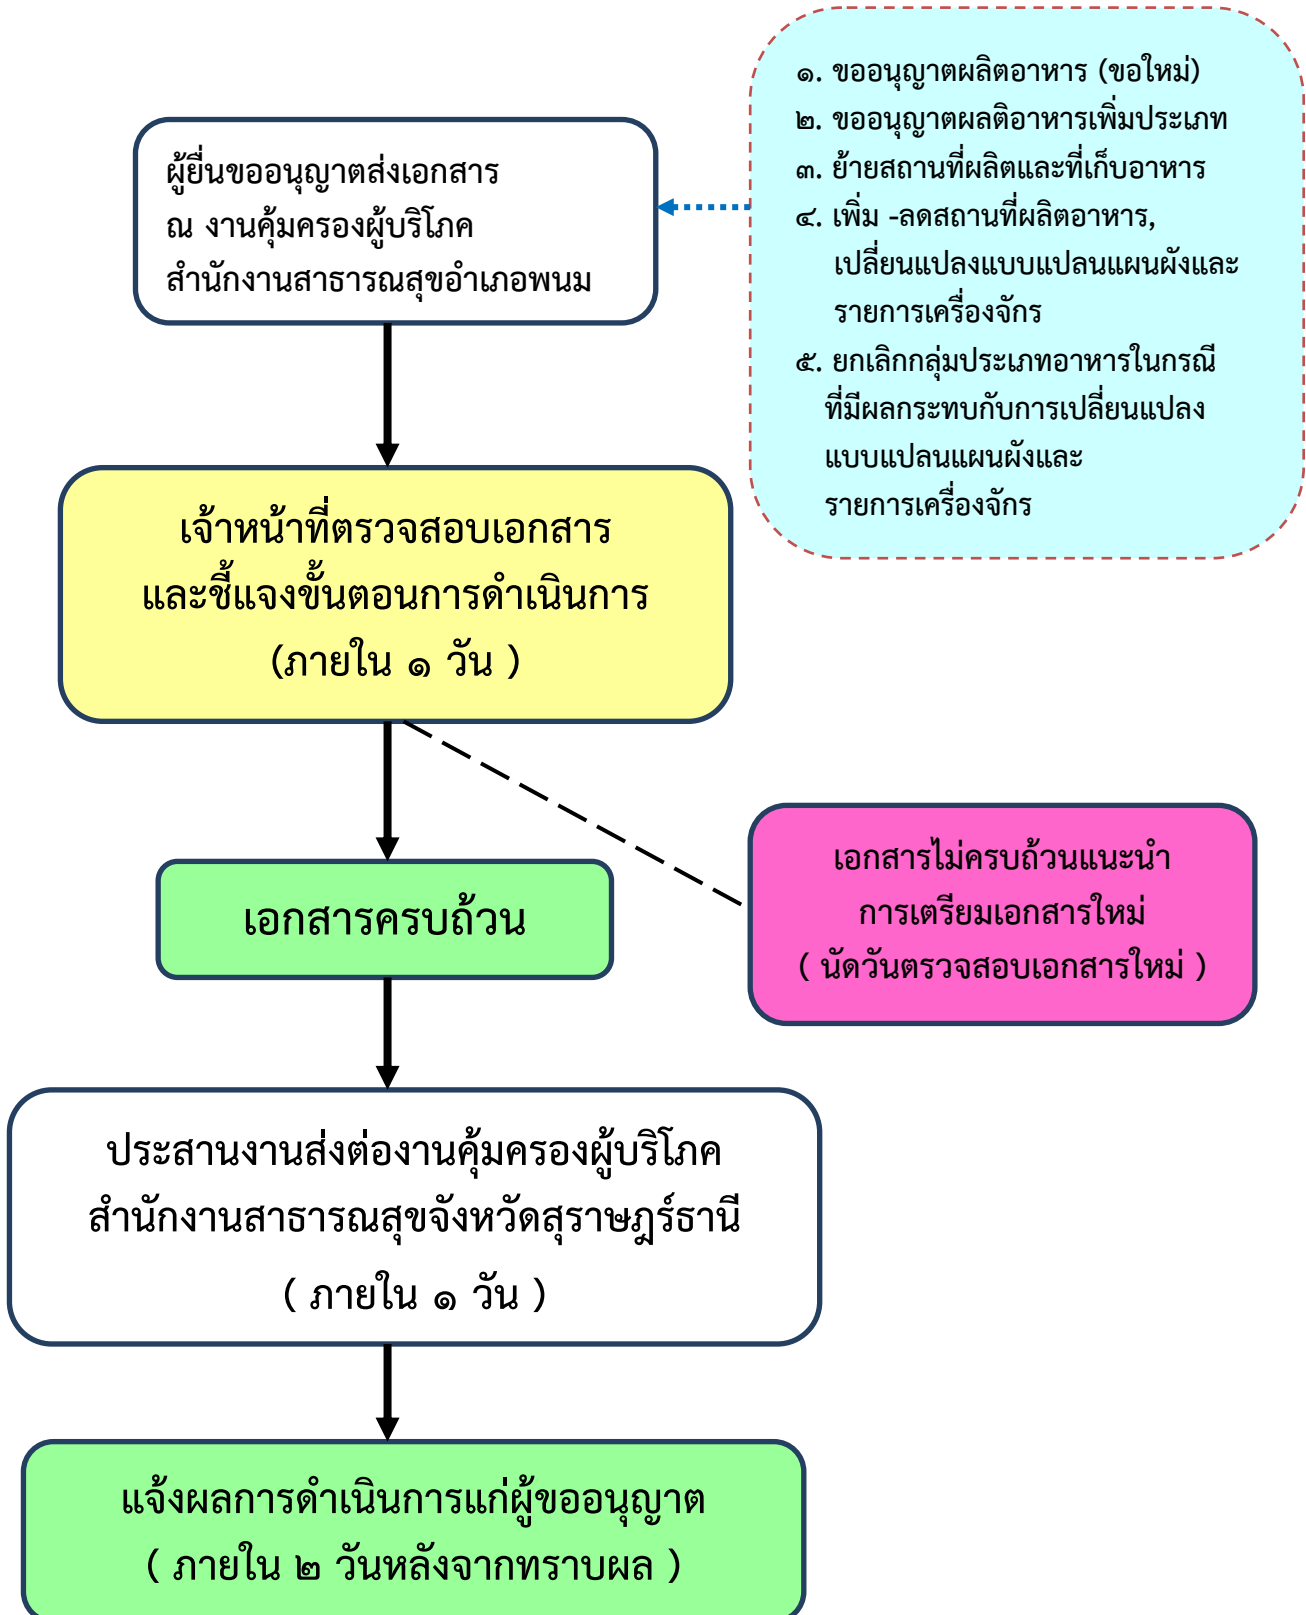 ๑. ขออนุญาตผลิตอาหาร (ขอใหม่)
๒. ขออนุญาตผลติอาหารเพิ่มประเภท
๓. ย้ายสถานที่ผลิตและที่เก็บอาหาร
๔. เพิ่ม -ลดสถานที่ผลิตอาหาร,
เปลี่ยนแปลงแบบแปลนแผนผังและ
รายการเครื่องจักร
๕. ยกเลิกกลุ่มประเภทอาหารในกรณี
ที่มีผลกระทบกับการเปลี่ยนแปลง
แบบแปลนแผนผังและ
รายการเครื่องจักร
ผู้ยื่นขออนุญาตส่งเอกสาร
ณ งานคุ้มครองผู้บริโภค
สำนักงานสาธารณสุขอำเภอพนม
เจ้าหน้าที่ตรวจสอบเอกสาร
และชี้แจงขั้นตอนการดำเนินการ
(ภายใน ๑ วัน )
เอกสารครบถ้วน
เอกสารไม่ครบถ้วนแนะนำ
การเตรียมเอกสารใหม่
( นัดวันตรวจสอบเอกสารใหม่ )
ประสานงานส่งต่องานคุ้มครองผู้บริโภค
สำนักงานสาธารณสุขจังหวัดสุราษฎร์ธานี
( ภายใน ๑ วัน )
แจ้งผลการดำเนินการแก่ผู้ขออนุญาต
( ภายใน ๒ วันหลังจากทราบผล )